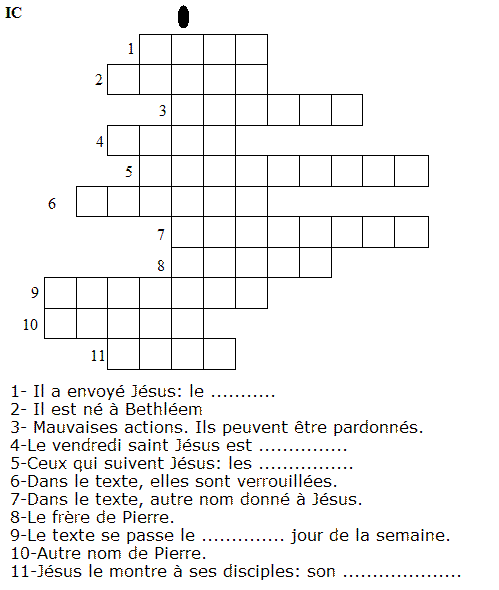 IC
1
2
3
4
5
6
7
8
9
10
11
1- Il a envoyé Jésus: le ...........
2- Il est né à Bethléem
3- Mauvaises actions. Ils peuvent être pardonnés.
4-Le vendredi saint Jésus est ...............
5-Ceux qui suivent Jésus: les ................
6-Dans le texte, elles sont verrouillées.
7-Dans le texte, autre nom donné à Jésus.
8-Le frère de Pierre.
9-Le texte se passe le .............. jour de la semaine.
10-Autre nom de Pierre.
11-Jésus le montre à ses disciples: son ....................